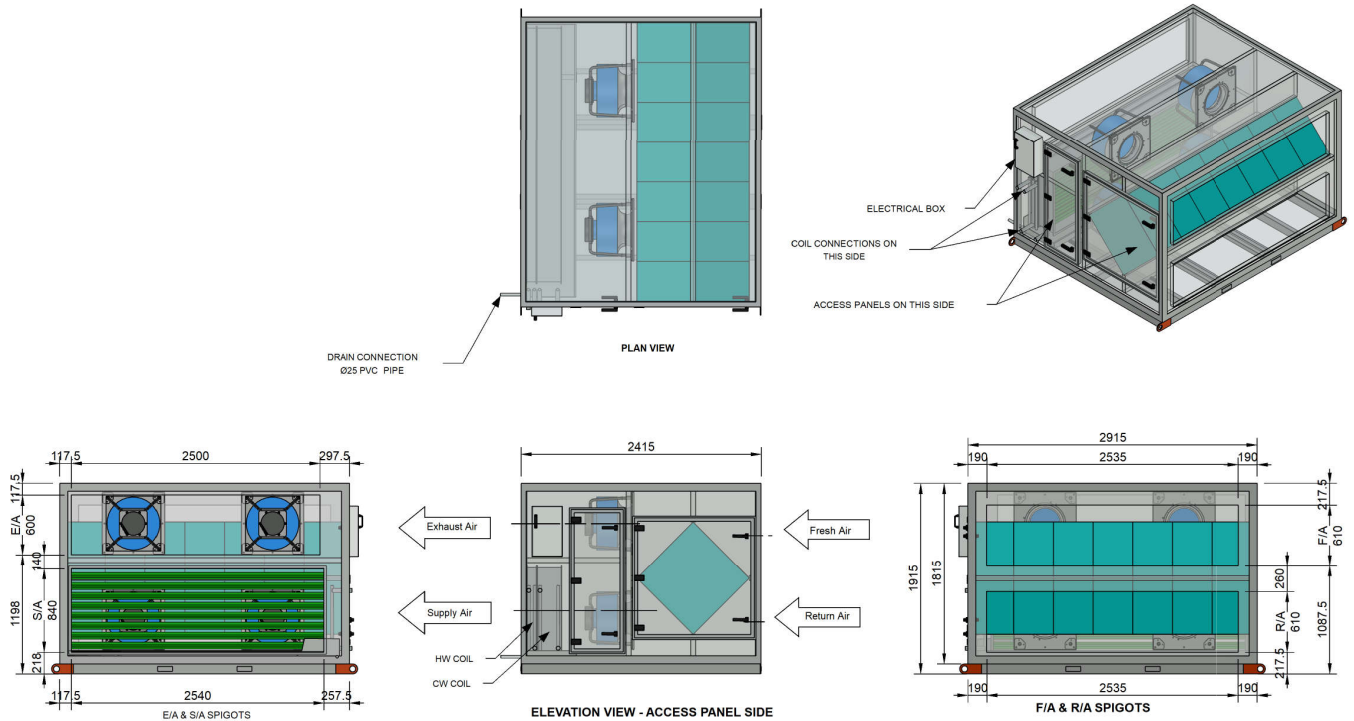 ELECTRICAL BOX
COIL CONNECTIONS ON
THIS SIDE
ACCESS PANELS ON THIS SIDE
PLAN VIEW
DRAIN CONNECTION
Ø25 PVC PIPE
117.5
2500
297.5
117.5
E/A
600
140
1198
S/A
840
218
117.5
2540
257.5
E/A & S/A SPIGOTS
2415
Exhaust Air
Fresh Air
Supply Air
Return Air
HW COIL
CW COIL
ELEVATION VIEW - ACCESS PANEL SIDE
2915
190
2535
190
1915
1815
217.5
F/A
610
260
R/A
610
1087.5
217.5
190
2535
190
F/A & R/A SPIGOTS